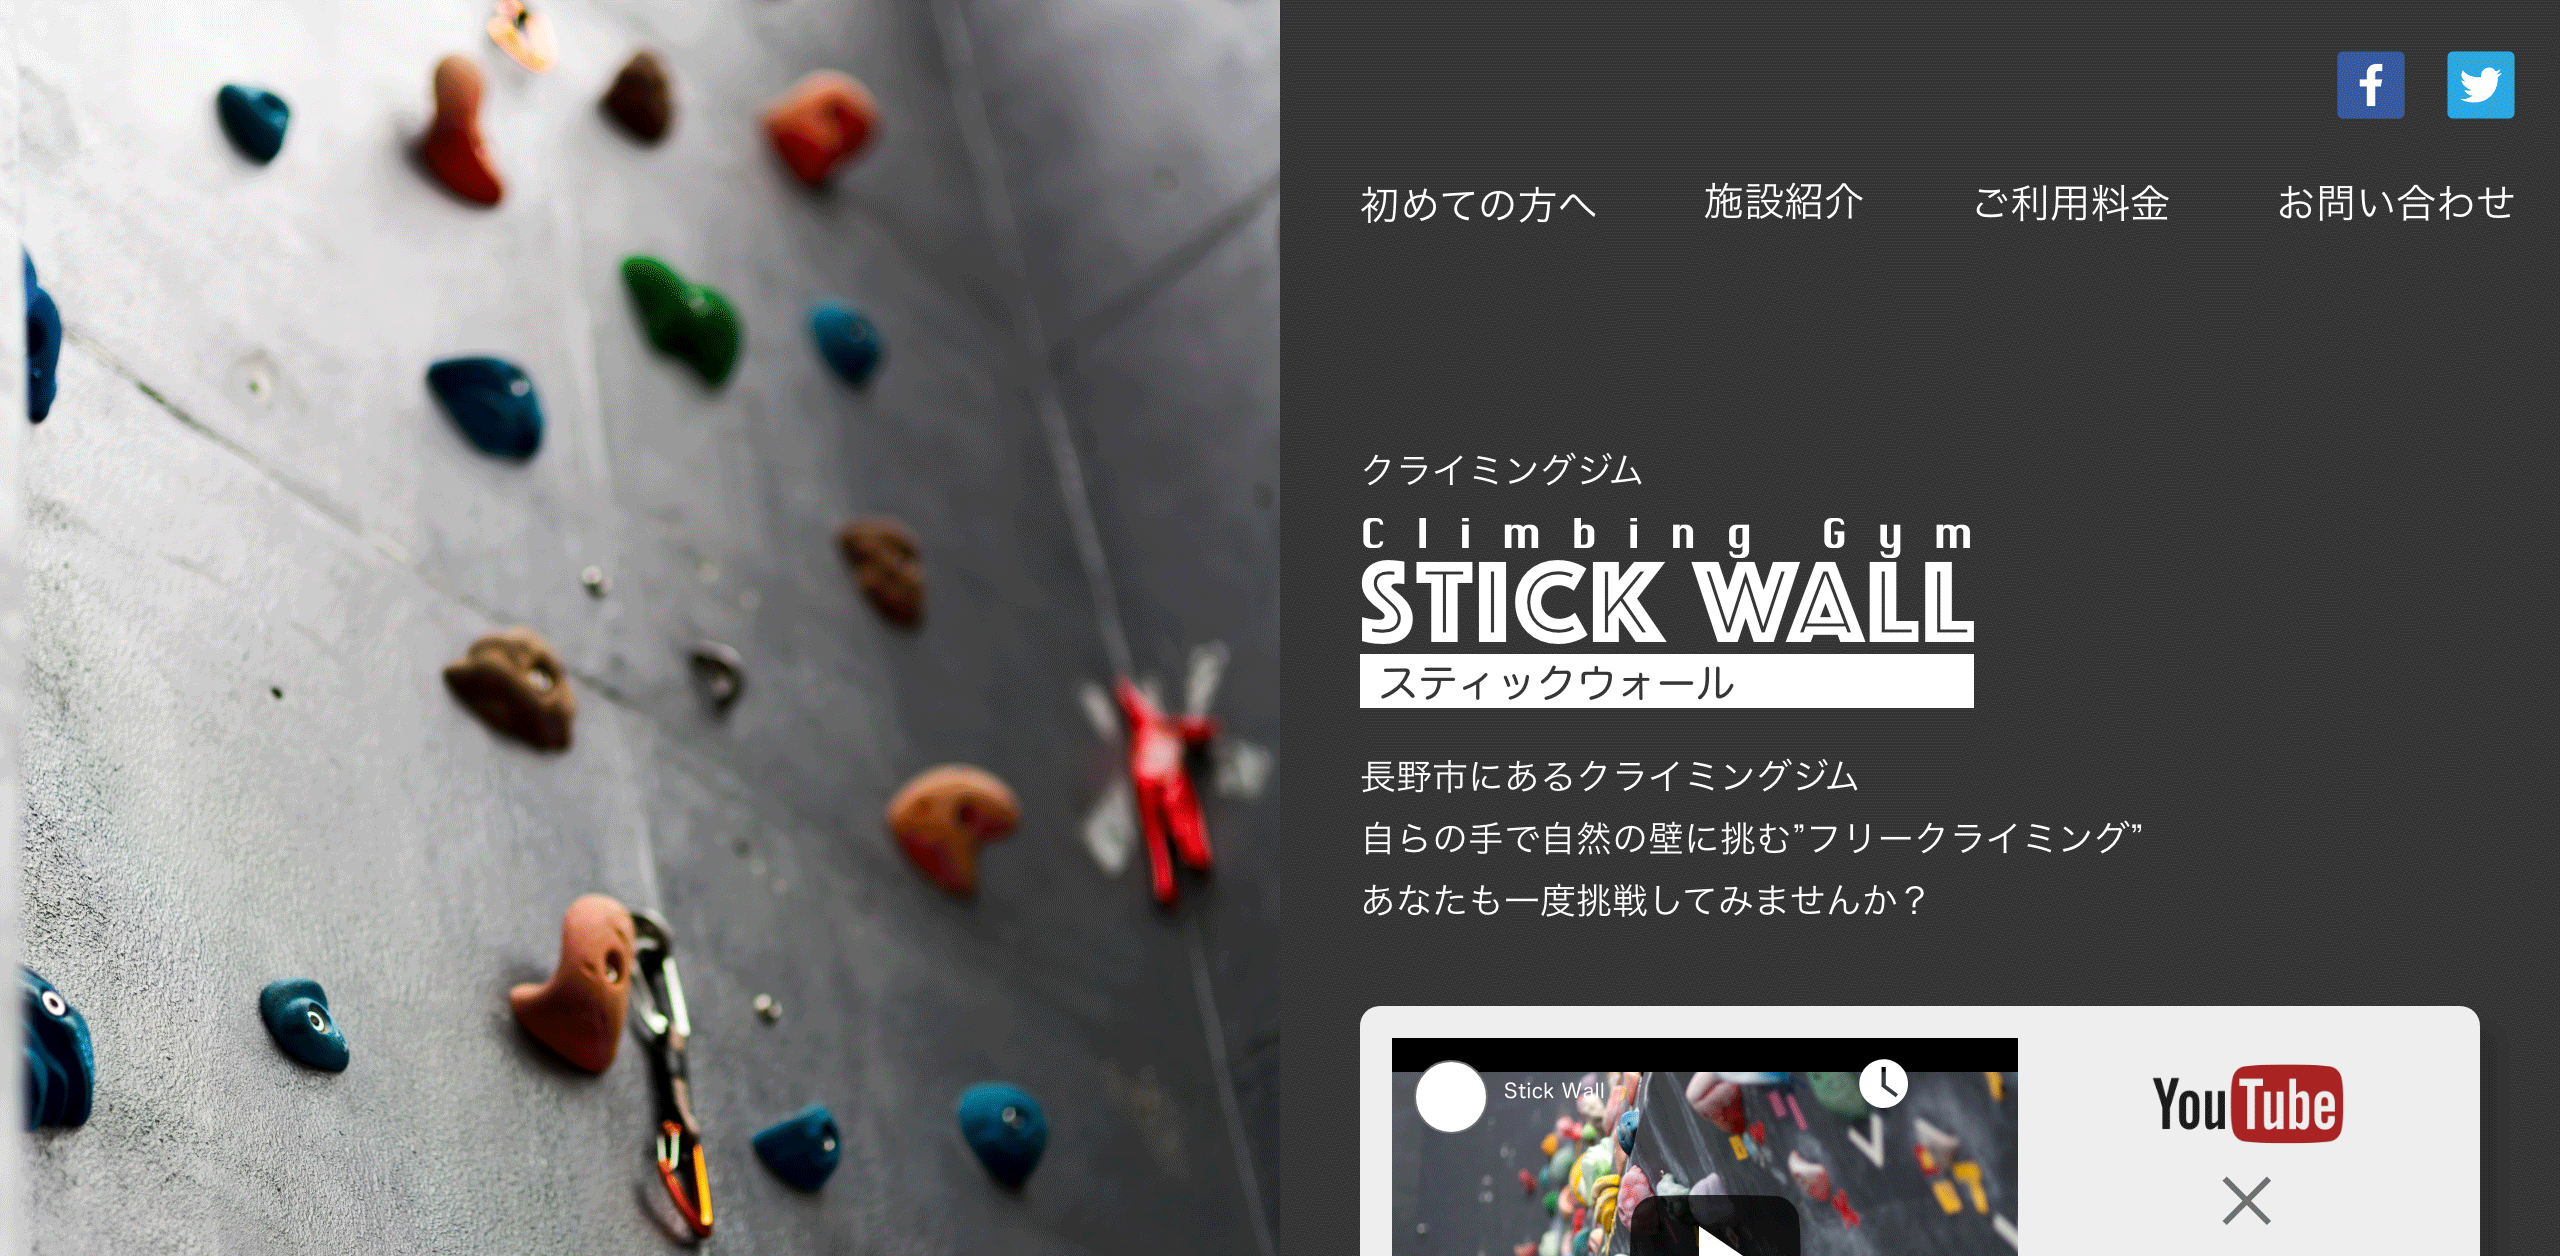 f
初めての方へ 施設紹介 ご利用料金 お問い合わせ
クライミングジム
Climbing Gym
STICK WALL
スティックウォール
長野市にあるクライミングジム
自らの手で自然の壁に挑む”フリークライミング”
あなたも一度挑戦してみませんか？
Stick Wall
YouTube
×